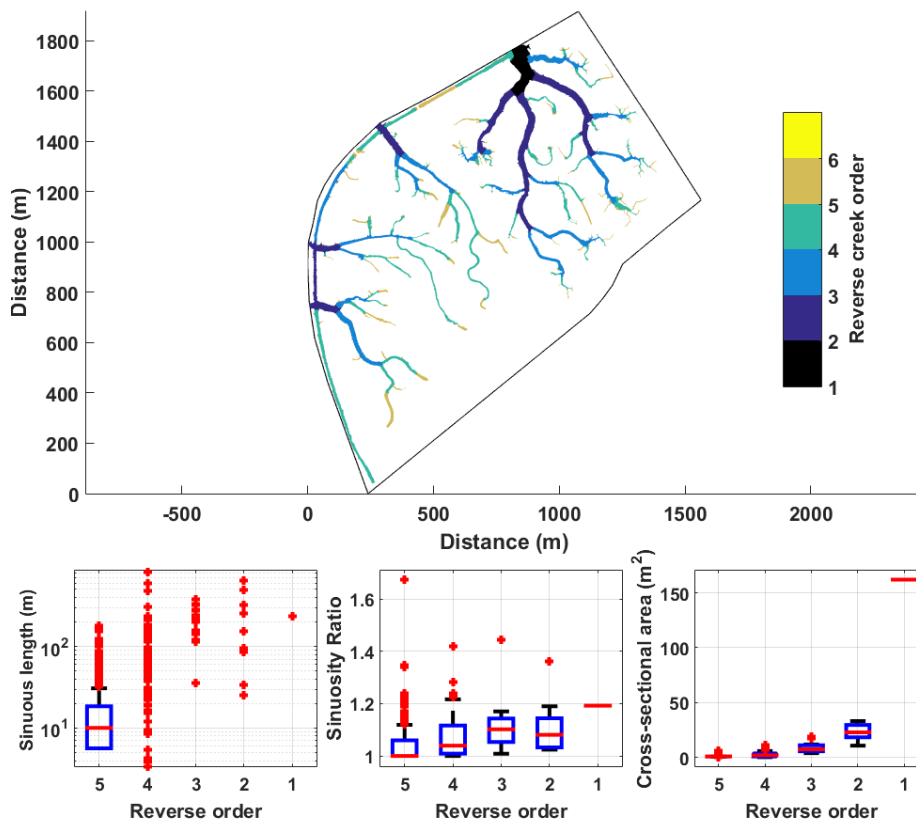 1800
1600
1400
1200
1000
800
600
400
200
0
Distance (m)
-500 0 500 1000 1500 2000
Distance (m)
6
5
4
3
2
1
Reverse creek order
10²
10¹
Sinuous length (m)
5 4 3 2 1
Reverse order
1.6
1.4
1.2
1
Sinuosity Ratio
5 4 3 2 1
Reverse order
150
100
50
0
Cross-sectional area (m²)
5 4 3 2 1
Reverse order